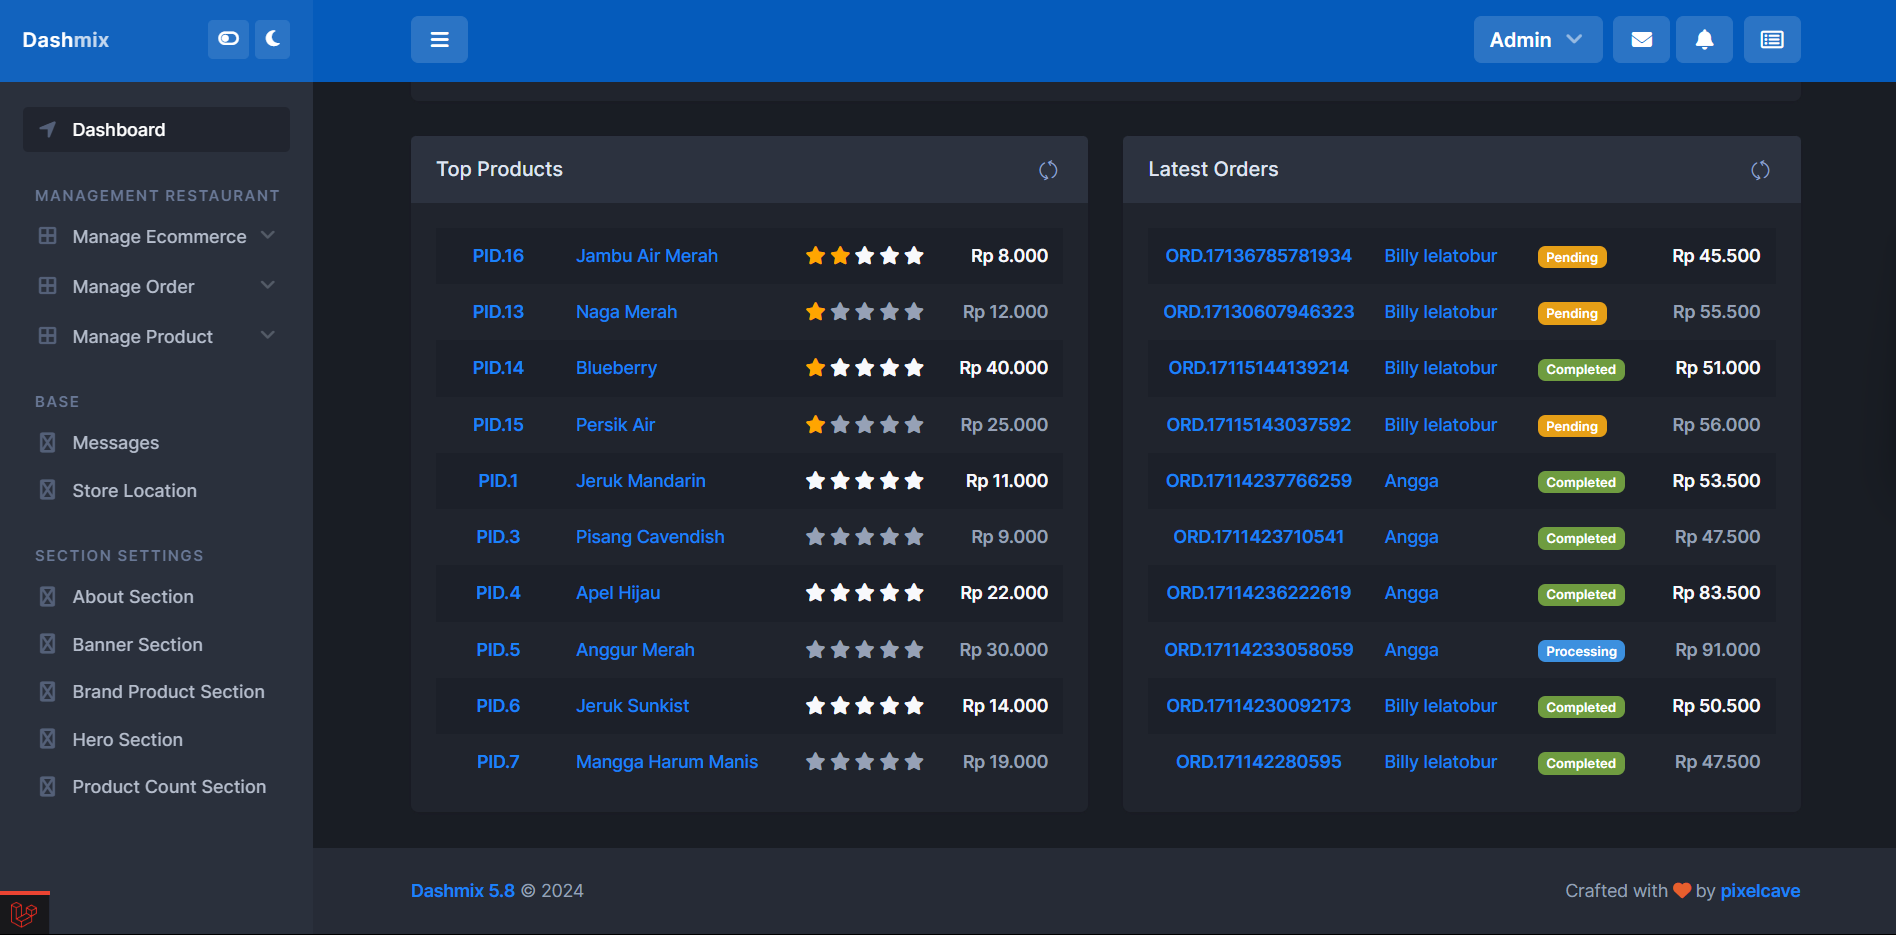 Dashmix
Admin
Dashboard
MANAGEMENT RESTAURANT
Manage Ecommerce
Manage Order
Manage Product
BASE
Messages
Store Location
SECTION SETTINGS
About Section
Banner Section
Brand Product Section
Hero Section
Product Count Section
Top Products
PID.16 Jambu Air Merah Rp 8.000
PID.13 Naga Merah Rp 12.000
PID.14 Blueberry Rp 40.000
PID.15 Persik Air Rp 25.000
PID.1 Jeruk Mandarin Rp 11.000
PID.3 Pisang Cavendish Rp 9.000
PID.4 Apel Hijau Rp 22.000
PID.5 Anggur Merah Rp 30.000
PID.6 Jeruk Sunkist Rp 14.000
PID.7 Mangga Harum Manis Rp 19.000
Latest Orders
ORD.17136785781934 Billy lelatobur Pending Rp 45.500
ORD.17130607946323 Billy lelatobur Pending Rp 55.500
ORD.17115144139214 Billy lelatobur Completed Rp 51.000
ORD.17115143037592 Billy lelatobur Pending Rp 56.000
ORD.17114237766259 Angga Completed Rp 53.500
ORD.1711423710541 Angga Completed Rp 47.500
ORD.17114236222619 Angga Completed Rp 83.500
ORD.17114233058059 Angga Processing Rp 91.000
ORD.17114230092173 Billy lelatobur Completed Rp 50.500
ORD.171142280595 Billy lelatobur Completed Rp 47.500
Dashmix 5.8 © 2024
Crafted with by pixelcave